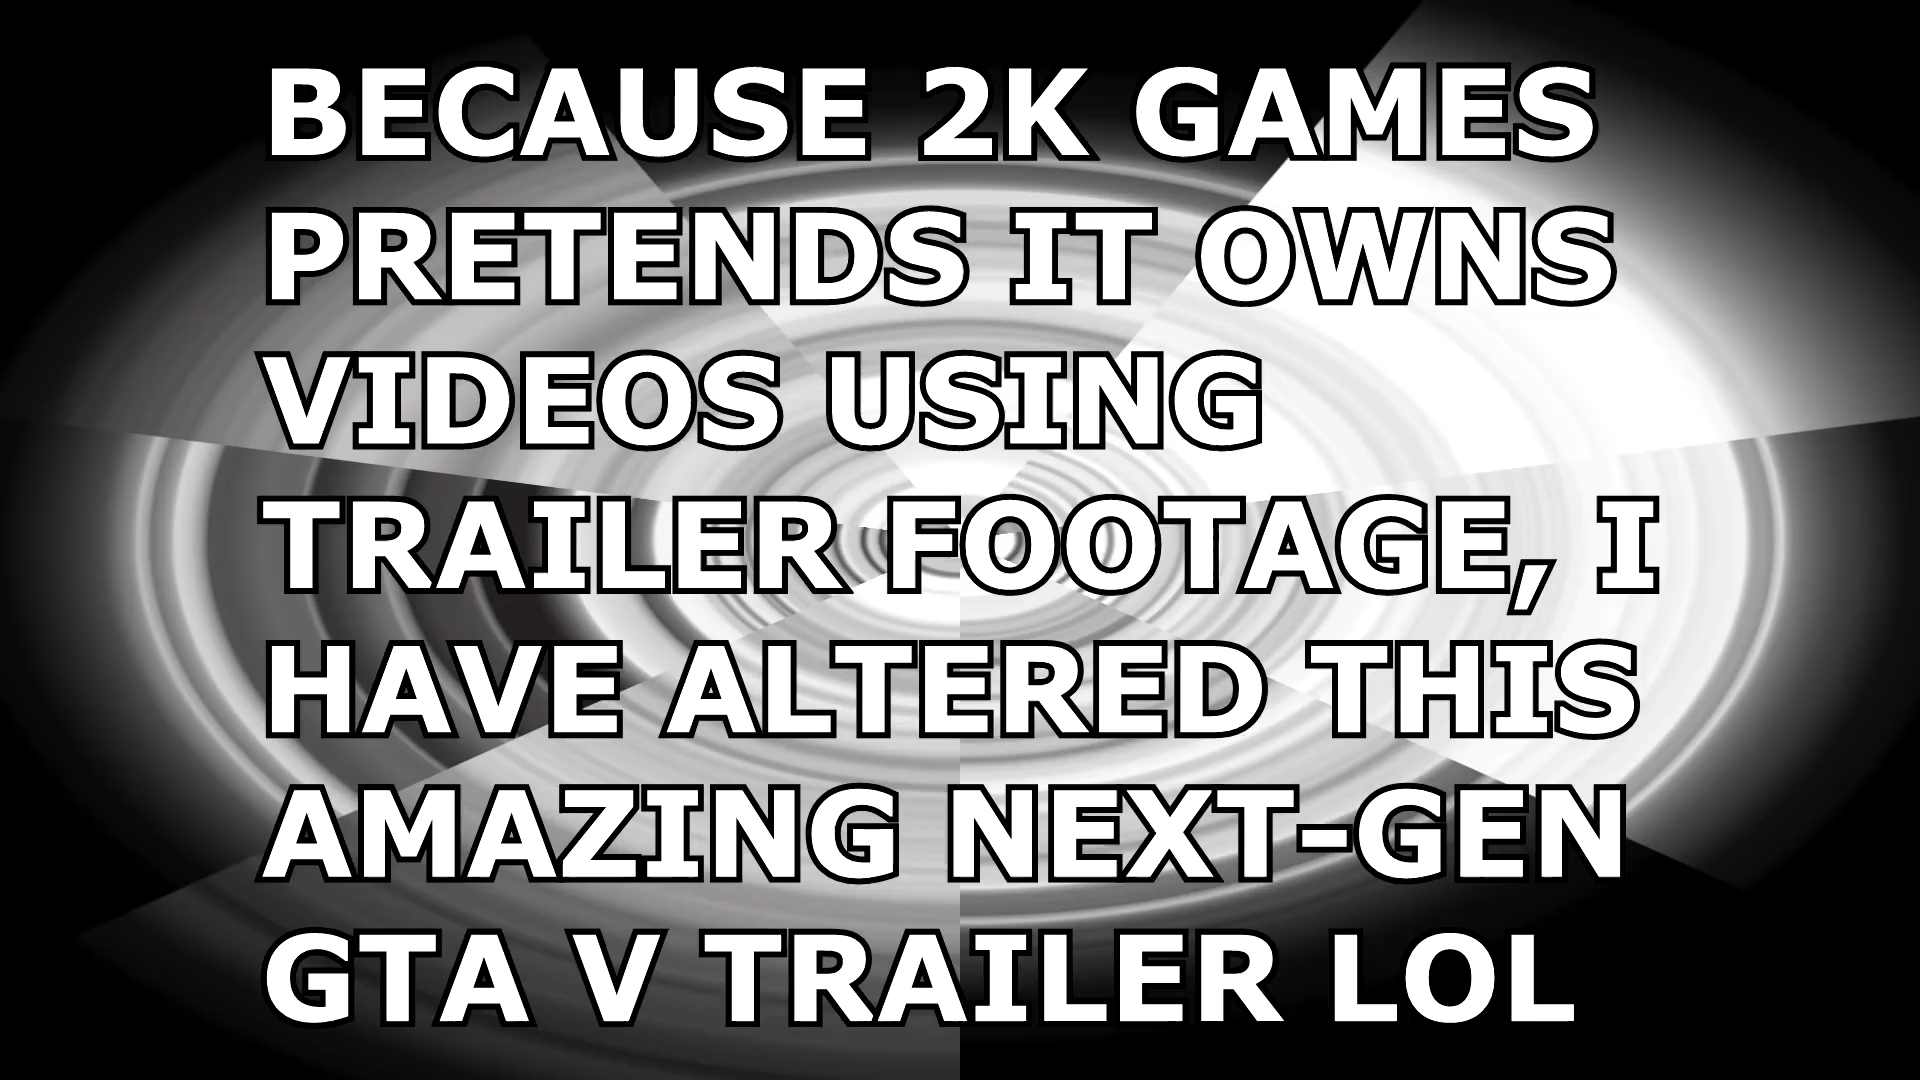 BECAUSE 2K GAMES
PRETENDS IT OWNS
VIDEOS USING
TRAILER FOOTAGE, I
HAVE ALTERED THIS
AMAZING NEXT-GEN
GTA V TRAILER LOL